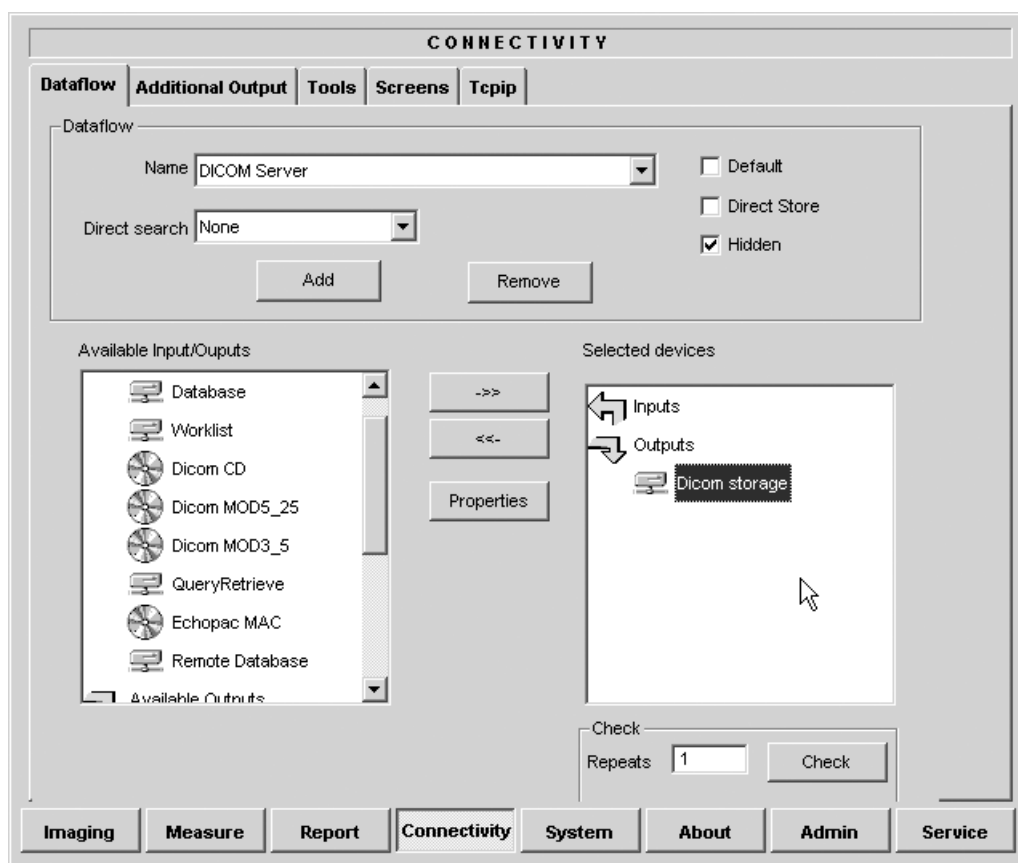 CONNECTIVITY
Dataflow Additional Output Tools Screens Tcpip
Dataflow
Name DICOM Server
Default
Direct Store
Direct search None
Hidden
Add Remove
Available Input/Ouputs
Database
Worklist
Dicom CD
Dicom MOD5_25
Dicom MOD3_5
QueryRetrieve
Echopac MAC
Remote Database
Available Outputs
->>
<<-
Properties
Selected devices
Inputs
Outputs
Dicom storage
Check
Repeats 1 Check
Imaging Measure Report Connectivity System About Admin Service